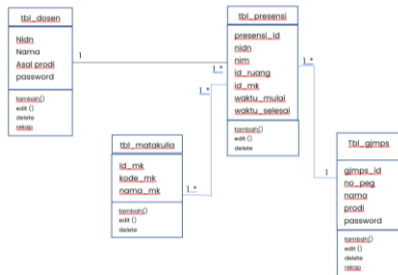 tbl_dosen
Nidn
Nama
Asal prodi
password
tambah()
edit ()
delete
rekap
1
1..*
tbl_presensi
presensi_id
nidn
nim
id_ruang
id_mk
waktu_mulai
waktu_selesai
tambah()
edit ()
delete
1..*
1..*
tbl_matakulia
id_mk
kode_mk
nama_mk
tambah()
edit ()
delete
1..*
1
Tbl_gjmps
gjmps_id
no_peg
nama
prodi
password
tambah()
edit ()
delete
rekap